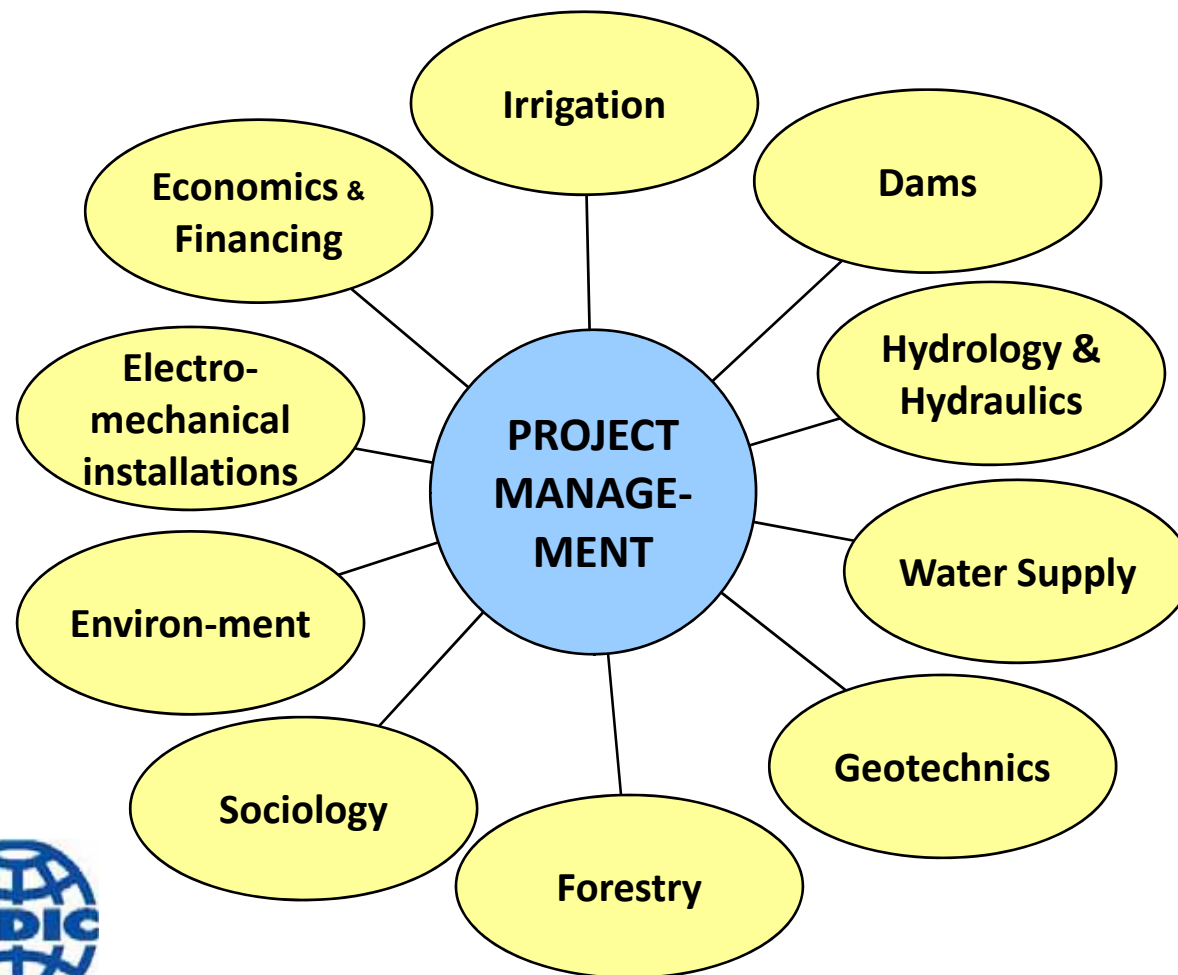 Irrigation
Dams
Economics &
Financing
Hydrology &
Hydraulics
Electro-
mechanical
installations
PROJECT
MANAGE-
MENT
Water Supply
Environ-ment
Geotechnics
Sociology
Forestry
DIC